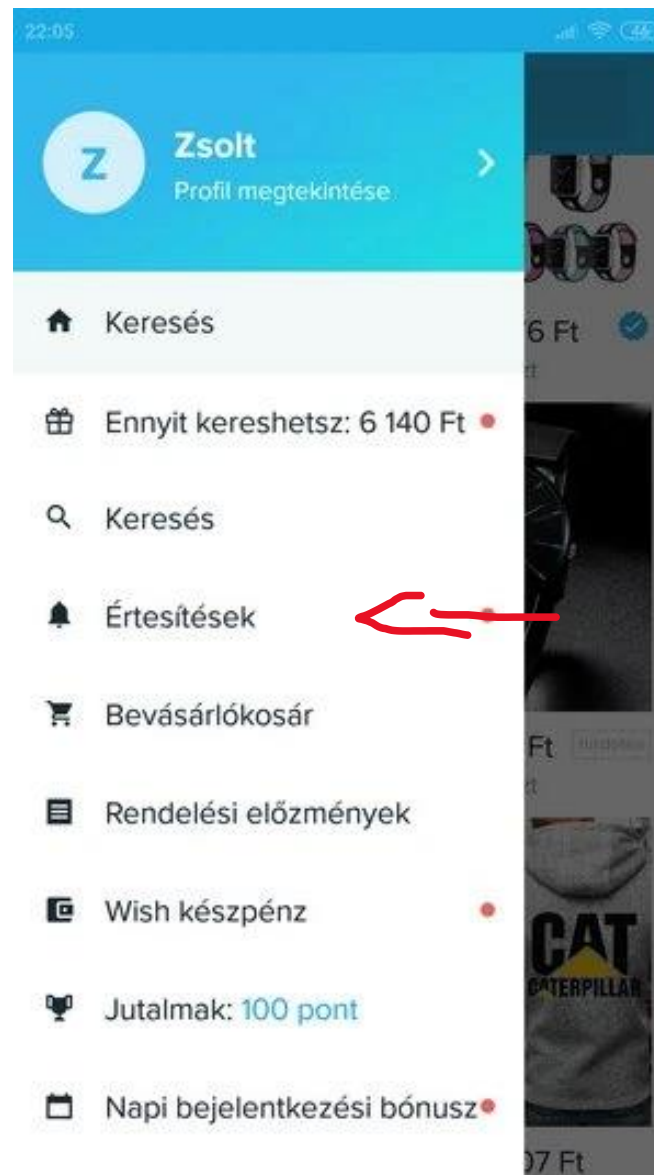 22:05
46
Z
Zsolt
Profil megtekintése
Keresés
6 Ft
Ennyit kereshetsz: 6 140 Ft
Keresés
Értesítések
Bevásárlókosár
Ft
Rendelési előzmények
Wish készpénz
CAT
CATERPILLAR
Jutalmak: 100 pont
Napi bejelentkezési bónusz
07 Ft